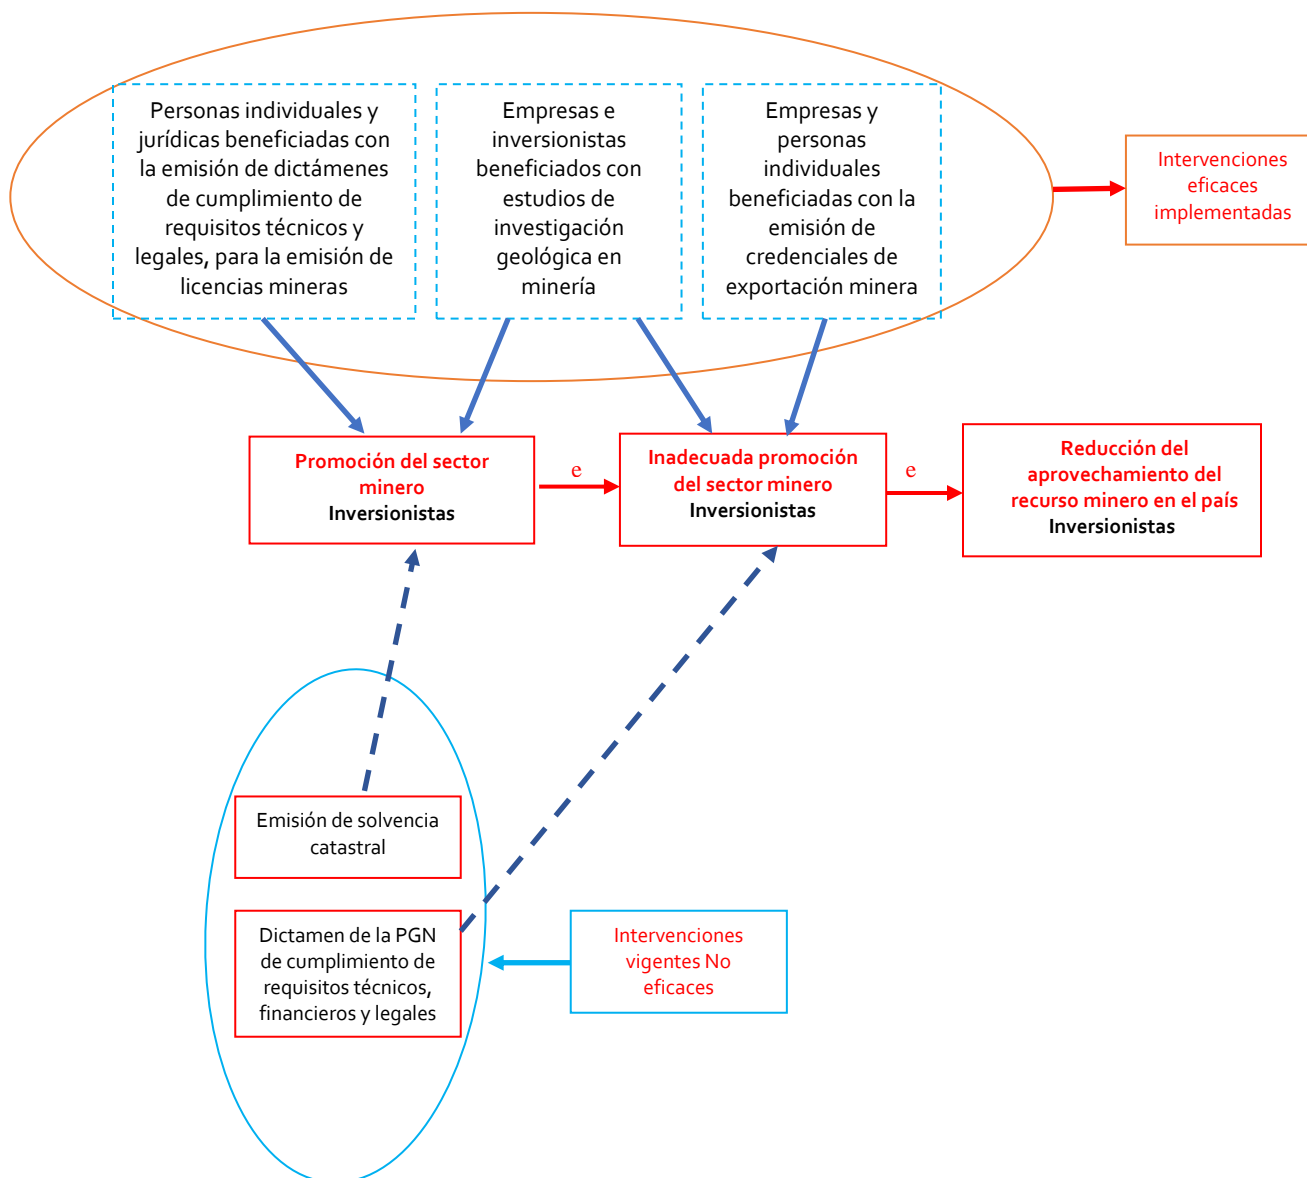 Personas individuales y
jurídicas beneficiadas con
la emisión de dictámenes
de cumplimiento de
requisitos técnicos y
legales, para la emisión de
licencias mineras
Empresas e
inversionistas
beneficiados con
estudios de
investigación
geológica en
minería
Empresas y
personas
individuales
beneficiadas con la
emisión de
credenciales de
exportación minera
Intervenciones
eficaces
implementadas
Promoción del sector
minero
Inversionistas
e
Inadecuada promoción
del sector minero
Inversionistas
e
Reducción del
aprovechamiento del
recurso minero en el país
Inversionistas
Emisión de solvencia
catastral
Dictamen de la PGN
de cumplimiento de
requisitos técnicos,
financieros y legales
Intervenciones
vigentes No
eficaces